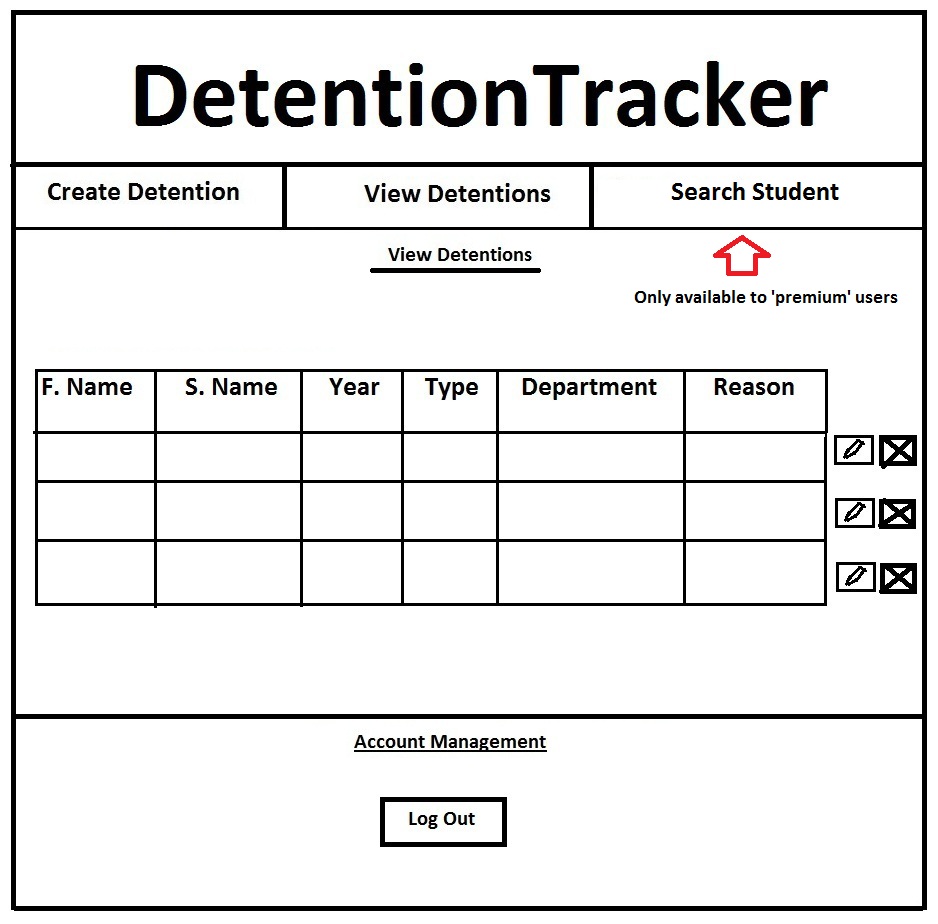 DetentionTracker
Create Detention
View Detentions
Search Student
View Detentions
Only available to 'premium' users
F. Name
S. Name
Year
Type
Department
Reason
Account Management
Log Out